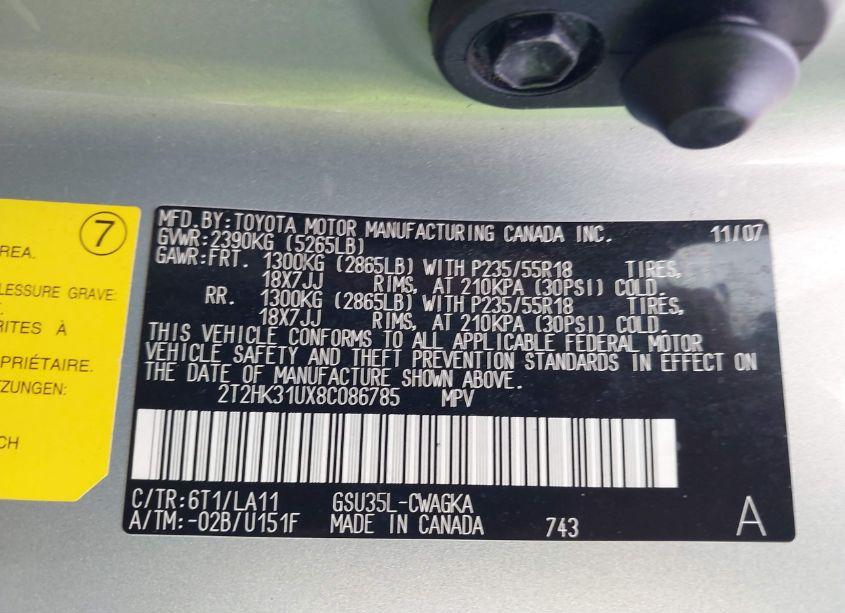 7
REA.
LESSURE GRAVE:
RITES À
PRIÉTAIRE.
TZUNGEN:
CH
MFD. BY: TOYOTA MOTOR MANUFACTURING CANADA INC. 11/07
GVWR: 2390KG (5265LB)
GAWR: FRT. 1300KG (2865LB) WITH P235/55R18 TIRES,
18X7JJ RIMS, AT 210KPA (30PSI) COLD.
RR. 1300KG (2865LB) WITH P235/55R18 TIRES,
18X7JJ RIMS, AT 210KPA (30PSI) COLD.
THIS VEHICLE CONFORMS TO ALL APPLICABLE FEDERAL MOTOR
VEHICLE SAFETY AND THEFT PREVENTION STANDARDS IN EFFECT ON
THE DATE OF MANUFACTURE SHOWN ABOVE.
2T2HK31UX8C086785 MPV
C/TR: 6T1/LA11 GSU35L-CWAGKA
A/TM: -02B/U151F MADE IN CANADA 743 A